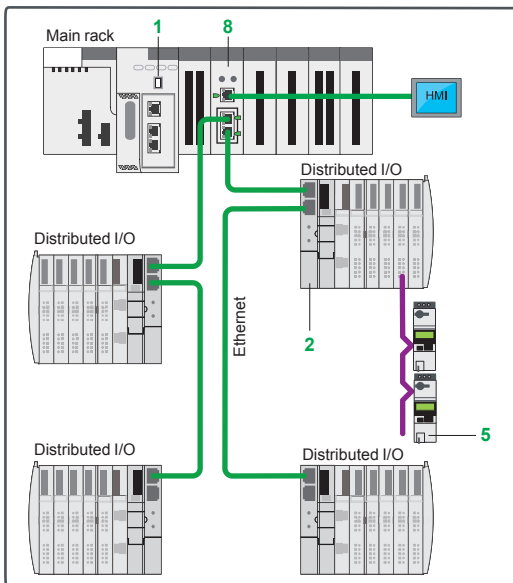 1
8
Main rack
HMI
Distributed I/O
Distributed I/O
Ethernet
2
5
Distributed I/O
Distributed I/O